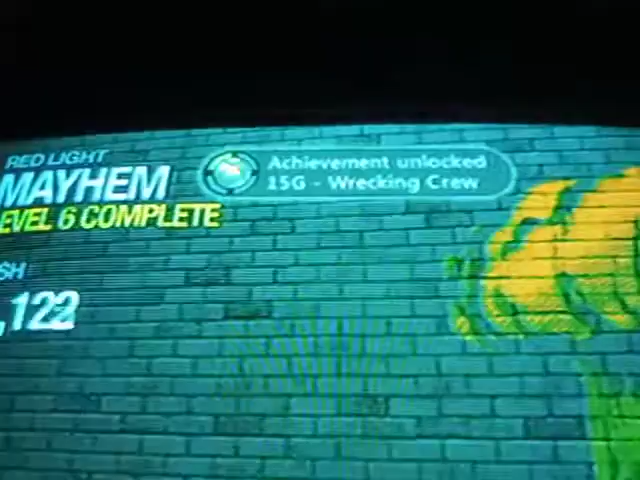 RED LIGHT
MAYHEM
EVEL 6 COMPLETE
SH
,122
Achievement unlocked
15G - Wrecking Crew